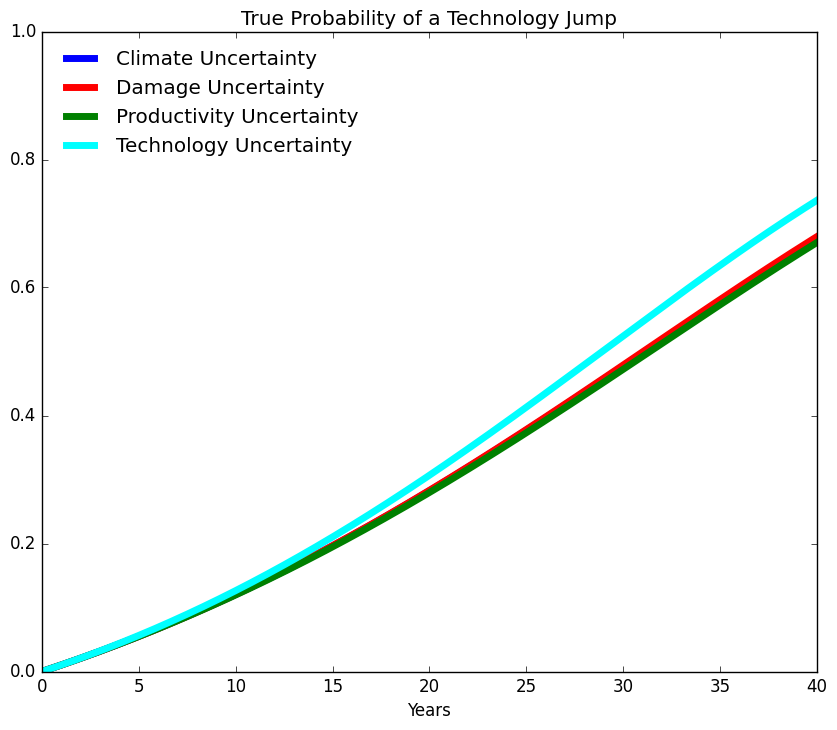 True Probability of a Technology Jump
1.0
Climate Uncertainty
Damage Uncertainty
Productivity Uncertainty
Technology Uncertainty
0.8
0.6
0.4
0.2
0.0
0 5 10 15 20 25 30 35 40
Years